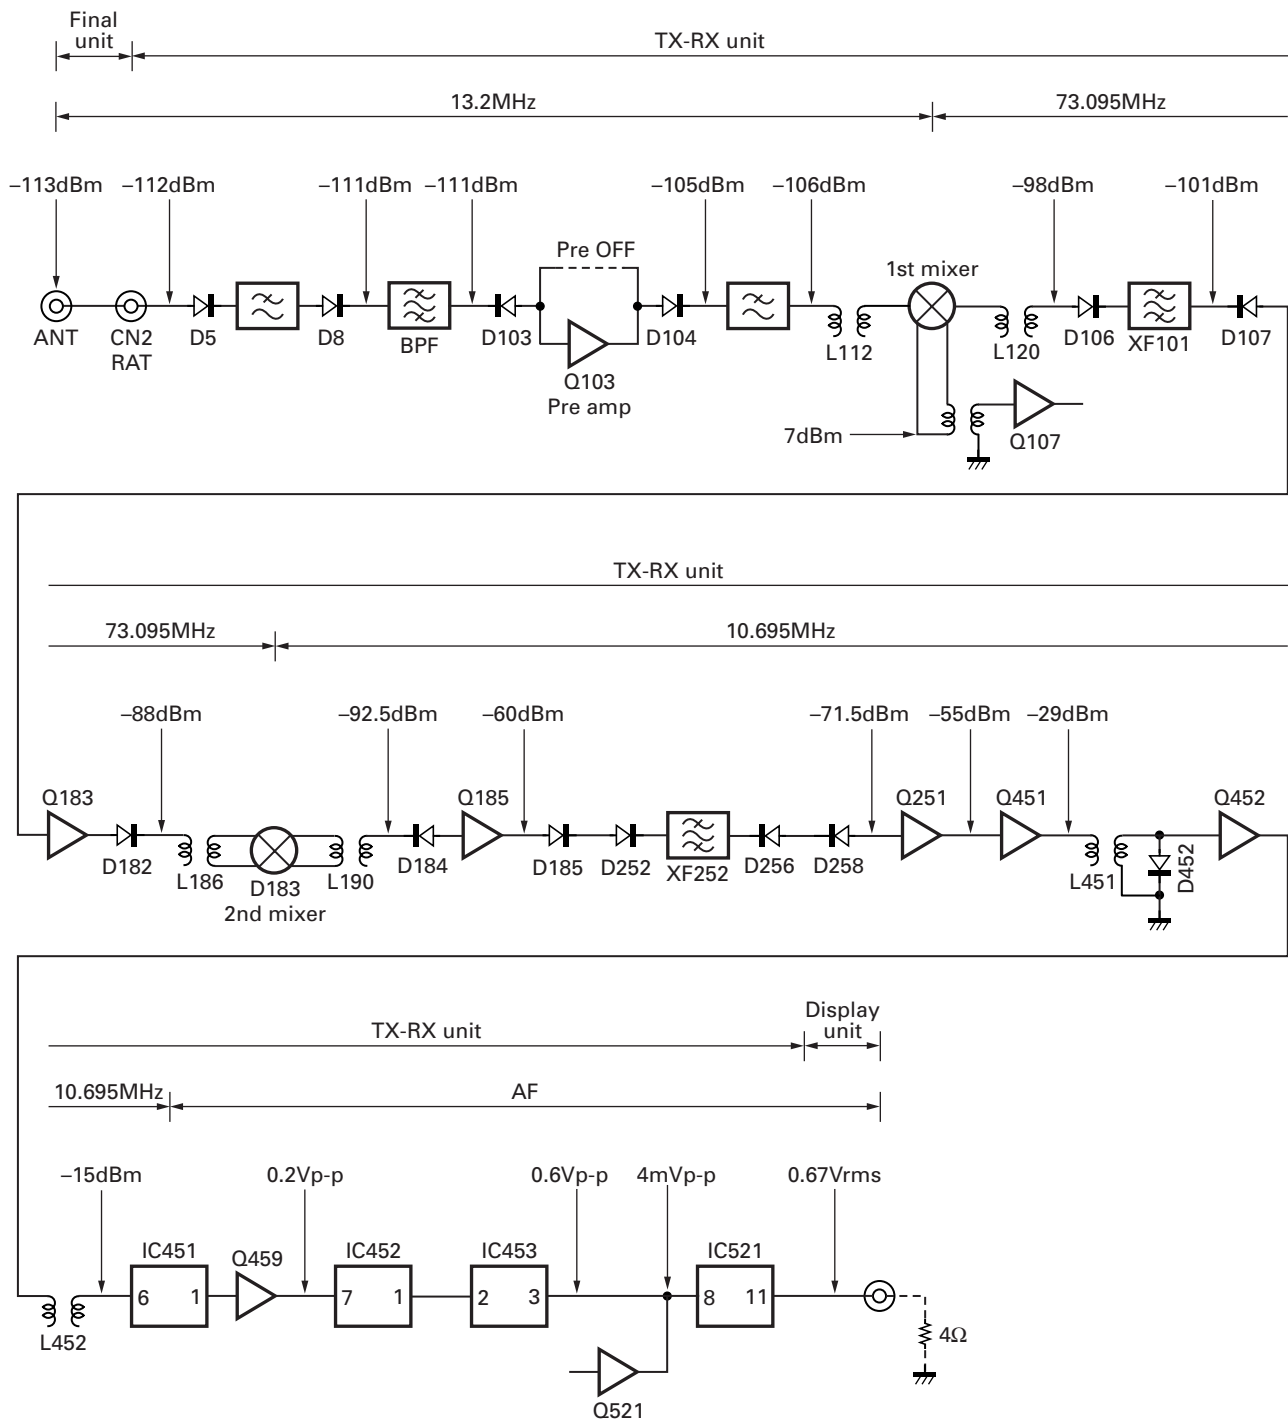 Final
unit
TX-RX unit
13.2MHz
73.095MHz
–113dBm
–112dBm
–111dBm
–111dBm
–105dBm
–106dBm
–98dBm
–101dBm
Pre OFF
1st mixer
ANT
CN2
RAT
D5
D8
BPF
D103
D104
L112
L120
D106
XF101
D107
Q103
Pre amp
7dBm
Q107
TX-RX unit
73.095MHz
10.695MHz
–88dBm
–92.5dBm
–60dBm
–71.5dBm
–55dBm
–29dBm
Q183
Q185
Q251
Q451
Q452
D182
L186
D183
2nd mixer
L190
D184
D185
D252
XF252
D256
D258
L451
D452
TX-RX unit
Display
unit
10.695MHz
AF
–15dBm
0.2Vp-p
0.6Vp-p
4mVp-p
0.67Vrms
IC451
Q459
IC452
IC453
IC521
6
1
7
1
2
3
8
11
L452
4Ω
Q521